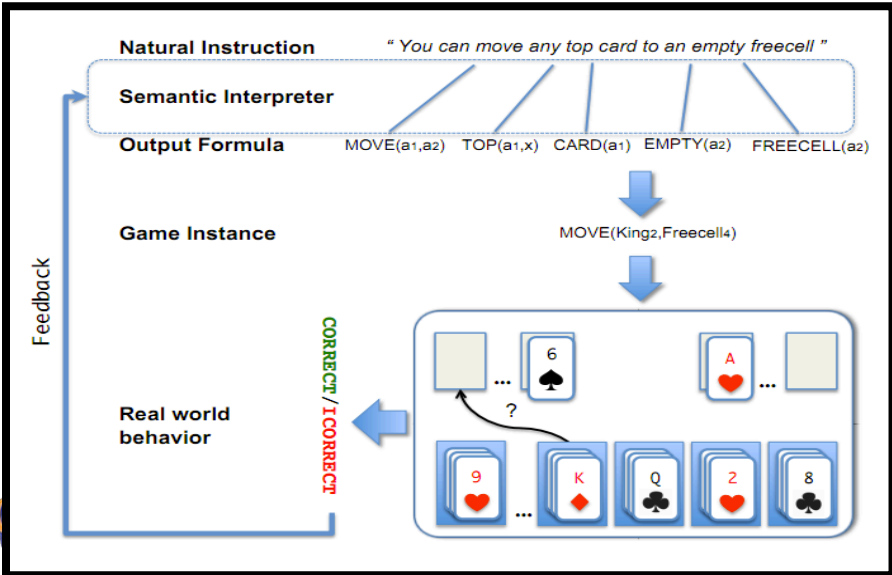 Natural Instruction " You can move any top card to an empty freecell "
Semantic Interpreter
Output Formula MOVE(a1,a2) TOP(a1,x) CARD(a1) EMPTY(a2) FREECELL(a2)
Game Instance MOVE(King2,Freecell4)
Feedback
CORRECT/ICORRECT
Real world
behavior
... 6 A ...
?
9 ... K Q 2 8